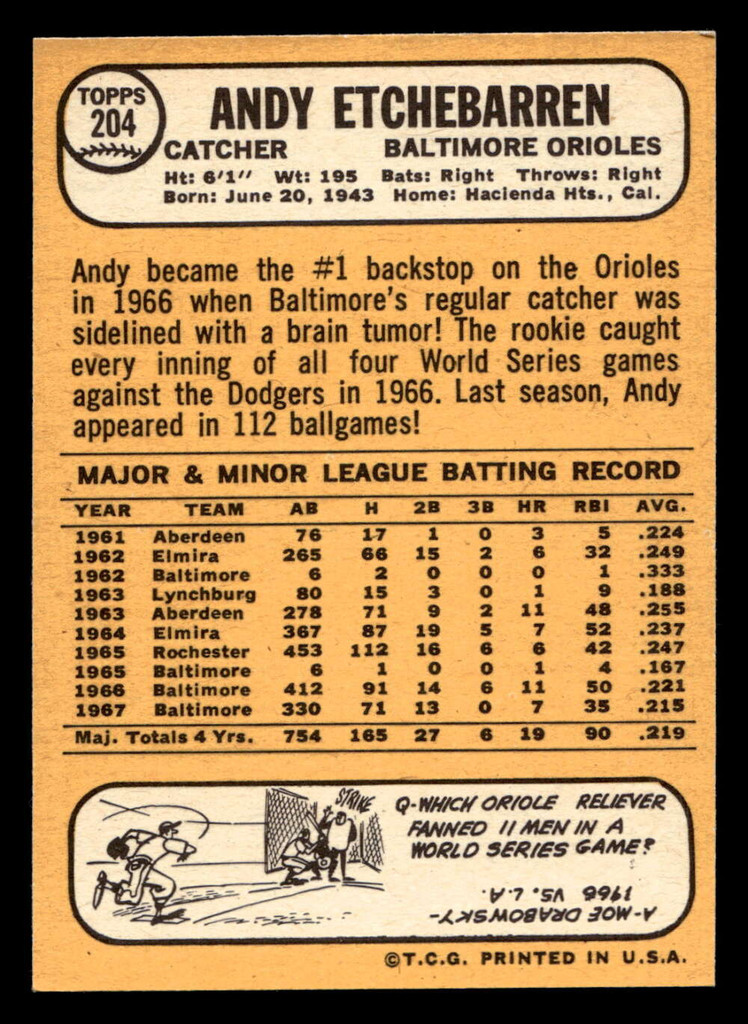 TOPPS
204
ANDY ETCHEBARREN
CATCHER BALTIMORE ORIOLES
Ht: 6'1" Wt: 195 Bats: Right Throws: Right
Born: June 20, 1943 Home: Hacienda Hts., Cal.
Andy became the #1 backstop on the Orioles
in 1966 when Baltimore's regular catcher was
sidelined with a brain tumor! The rookie caught
every inning of all four World Series games
against the Dodgers in 1966. Last season, Andy
appeared in 112 ballgames!
MAJOR & MINOR LEAGUE BATTING RECORD
YEAR TEAM AB H 2B 3B HR RBI AVG.
1961 Aberdeen 76 17 1 0 3 5 .224
1962 Elmira 265 66 15 2 6 32 .249
1962 Baltimore 6 2 0 0 0 1 .333
1963 Lynchburg 80 15 3 0 1 9 .188
1963 Aberdeen 278 71 9 2 11 48 .255
1964 Elmira 367 87 19 5 7 52 .237
1965 Rochester 453 112 16 6 6 42 .247
1965 Baltimore 6 1 0 0 1 4 .167
1966 Baltimore 412 91 14 6 11 50 .221
1967 Baltimore 330 71 13 0 7 35 .215
Maj. Totals 4 Yrs. 754 165 27 6 19 90 .219
STRIKE
Q-WHICH ORIOLE RELIEVER
FANNED 11 MEN IN A
WORLD SERIES GAME?
A-MOE DRABOWSKY-
1966 VS. L.A.
©T.C.G. PRINTED IN U.S.A.